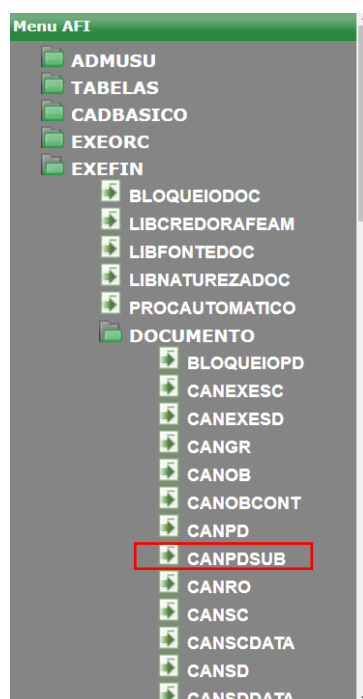 Menu AFI
ADMUSU
TABELAS
CADBASICO
EXEORC
EXEFIN
BLOQUEIODOC
LIBCREDORAFEAM
LIBFONTEDOC
LIBNATUREZADOC
PROCAUTOMATICO
DOCUMENTO
BLOQUEIOPD
CANEXESC
CANEXESD
CANGR
CANOB
CANOBCONT
CANPD
CANPDSUB
CANRO
CANSC
CANSCDATA
CANSD
CANSDDATA